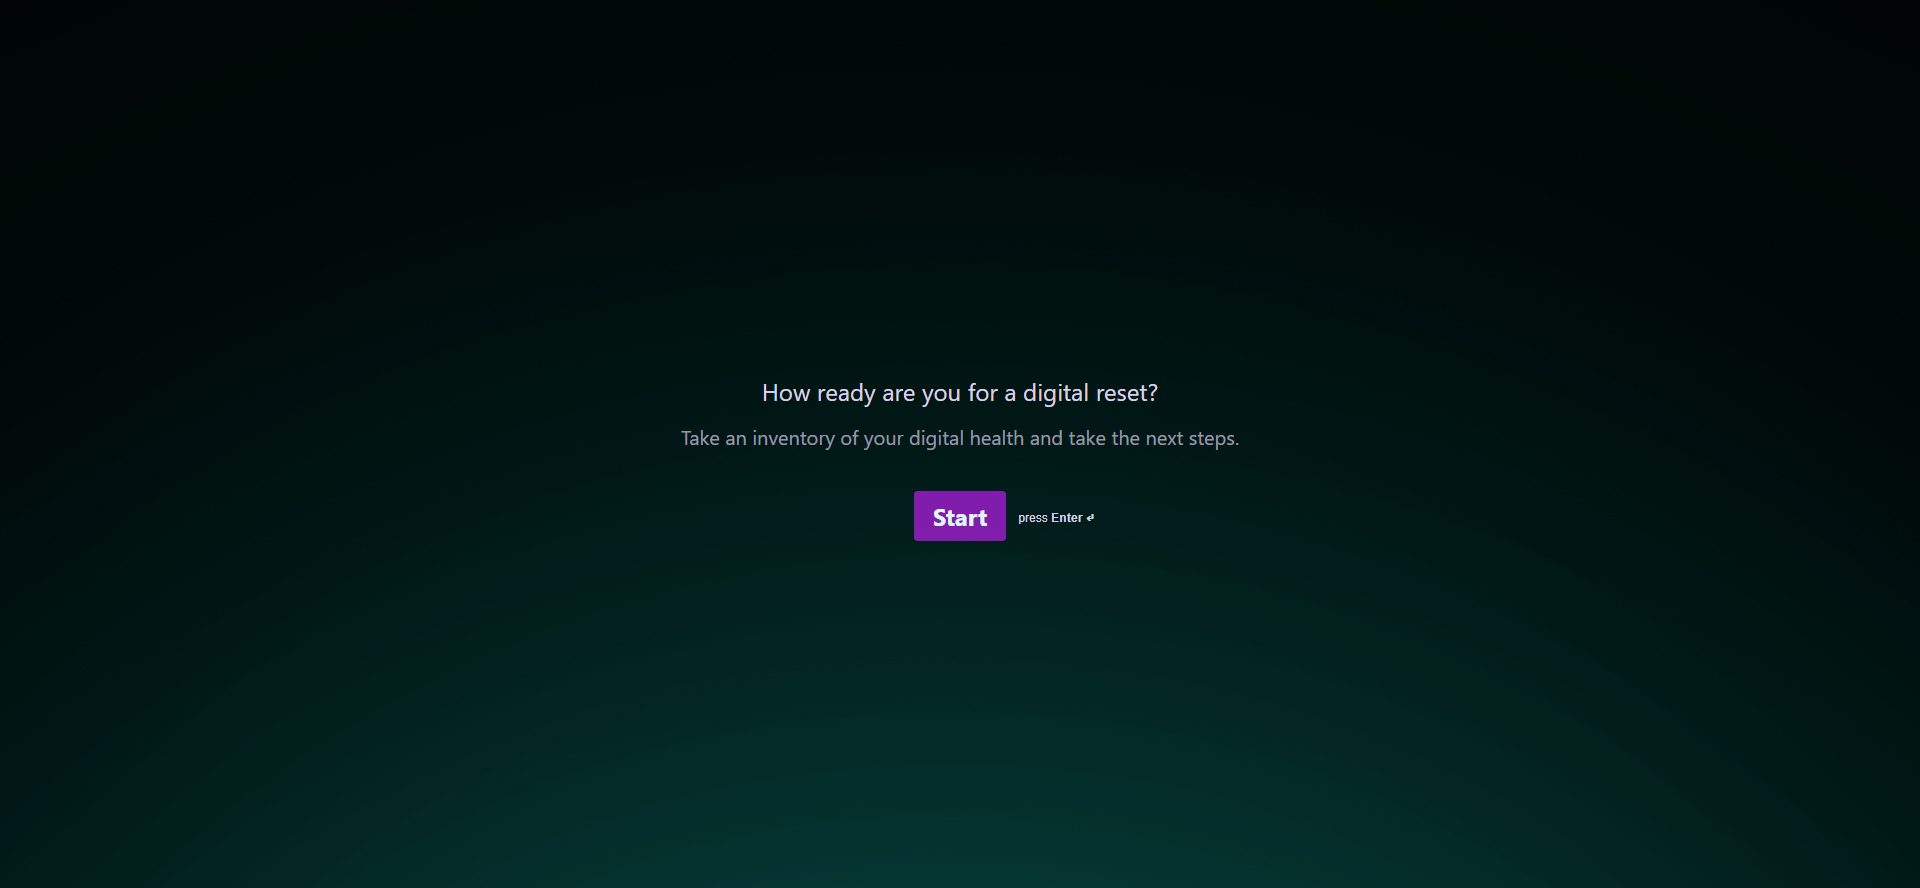 How ready are you for a digital reset?
Take an inventory of your digital health and take the next steps.
Start press Enter ↵